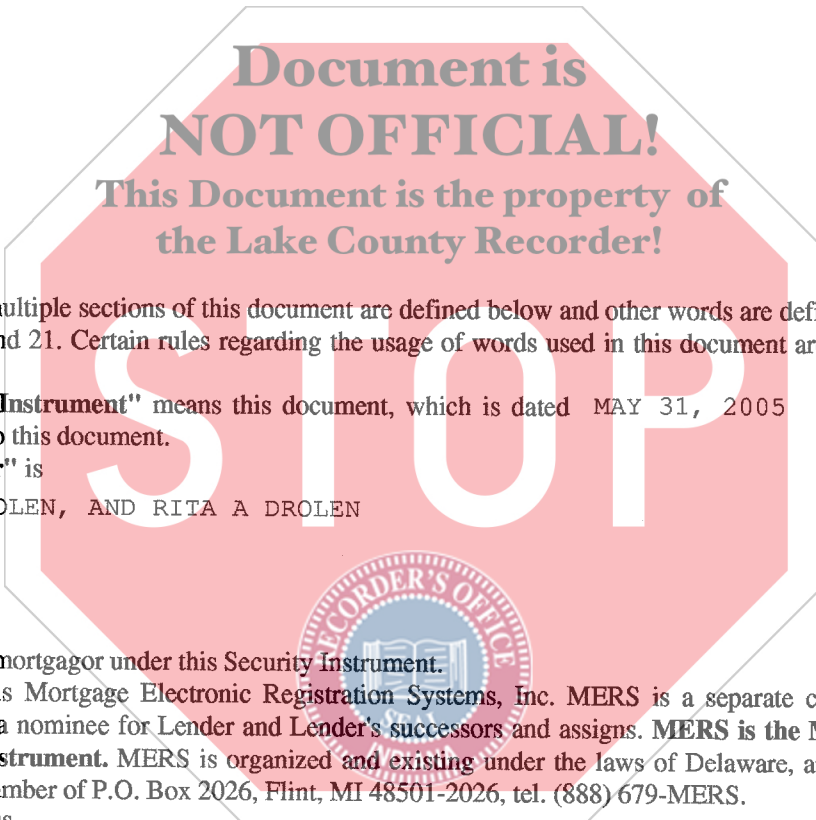 Document is
NOT OFFICIAL!
This Document is the property of
the Lake County Recorder!
ultiple sections of this document are defined below and other words are defi
nd 21. Certain rules regarding the usage of words used in this document ar
STOP
Instrument" means this document, which is dated MAY 31, 2005
o this document.
r" is
OLEN, AND RITA A DROLEN
RECORDER'S OFFICE
mortgagor under this Security Instrument.
s Mortgage Electronic Registration Systems, Inc. MERS is a separate c
a nominee for Lender and Lender's successors and assigns. MERS is the M
SEAL
strument. MERS is organized and existing under the laws of Delaware, a
INDIANA
mber of P.O. Box 2026, Flint, MI 48501-2026, tel. (888) 679-MERS.